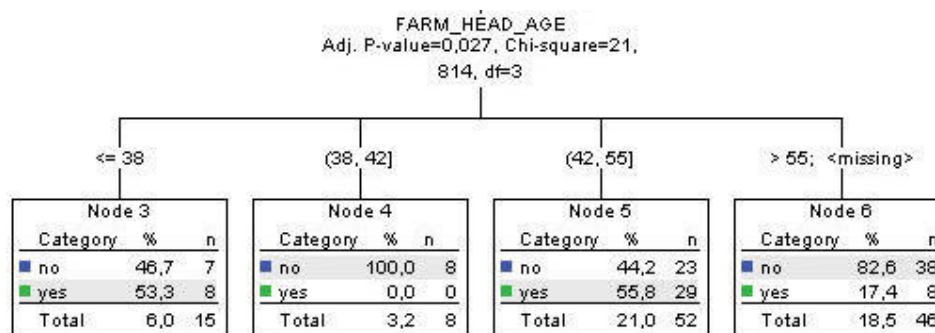 FARM_HEAD_AGE
Adj. P-value=0,027, Chi-square=21,
814, df=3
<= 38
(38, 42]
(42, 55]
> 55; <missing>
Node 3
Category % n
no 46,7 7
yes 53,3 8
Total 6,0 15
Node 4
Category % n
no 100,0 8
yes 0,0 0
Total 3,2 8
Node 5
Category % n
no 44,2 23
yes 55,8 29
Total 21,0 52
Node 6
Category % n
no 82,6 38
yes 17,4 8
Total 18,5 46